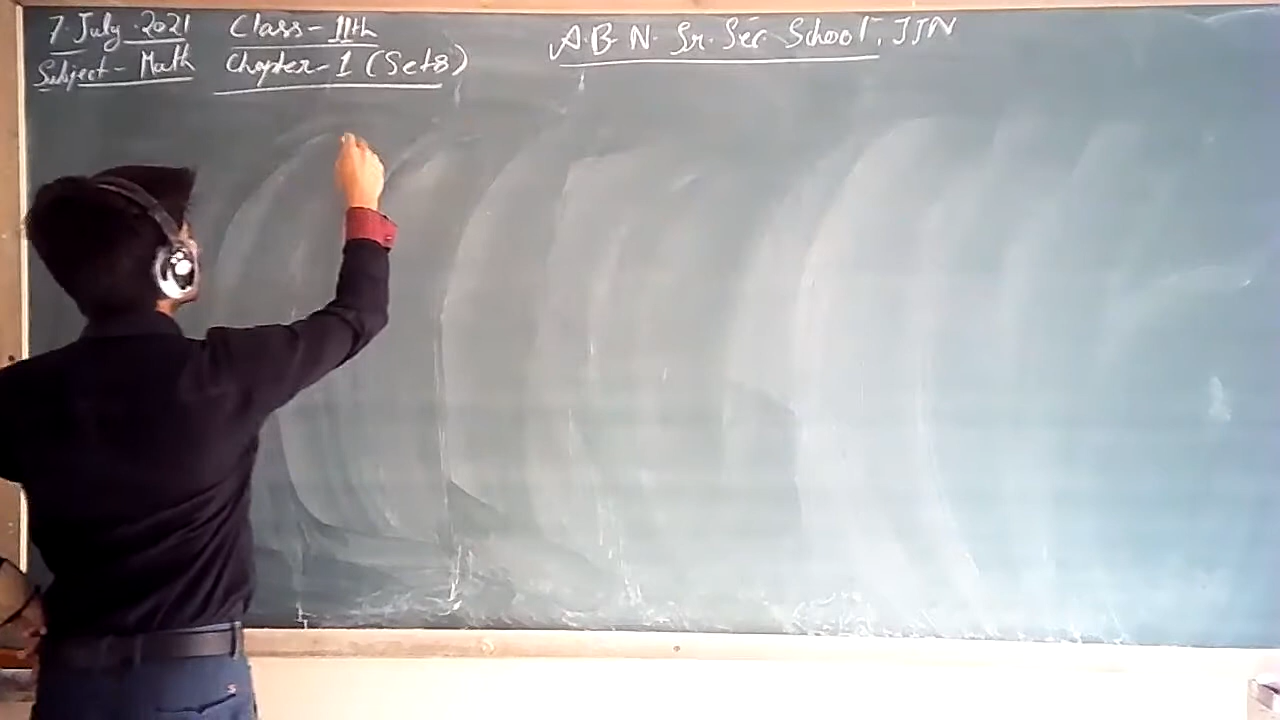 7 July 2021 Class - 11th A.B.N. Sr. Sec. School, JJN
Subject - Math Chapter - 1 (Sets)